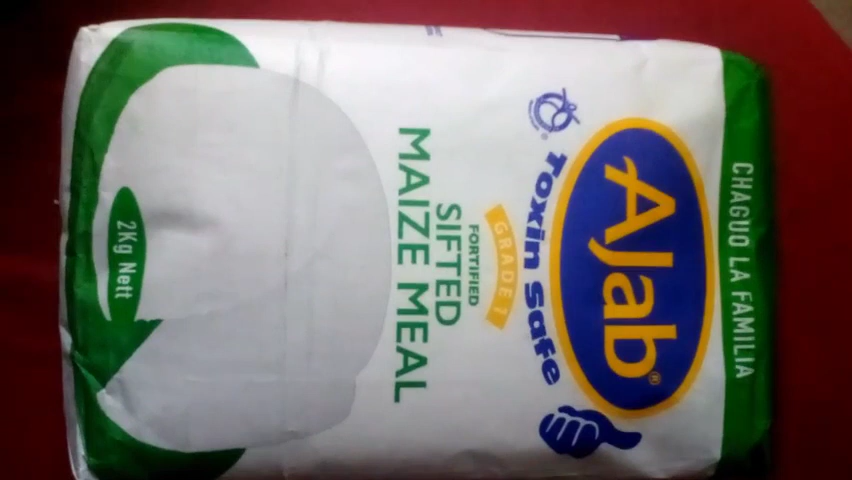 CHAGUO LA FAMILIA
AJab®
Toxin Safe
GRADE 1
FORTIFIED
SIFTED
MAIZE MEAL
2Kg Nett